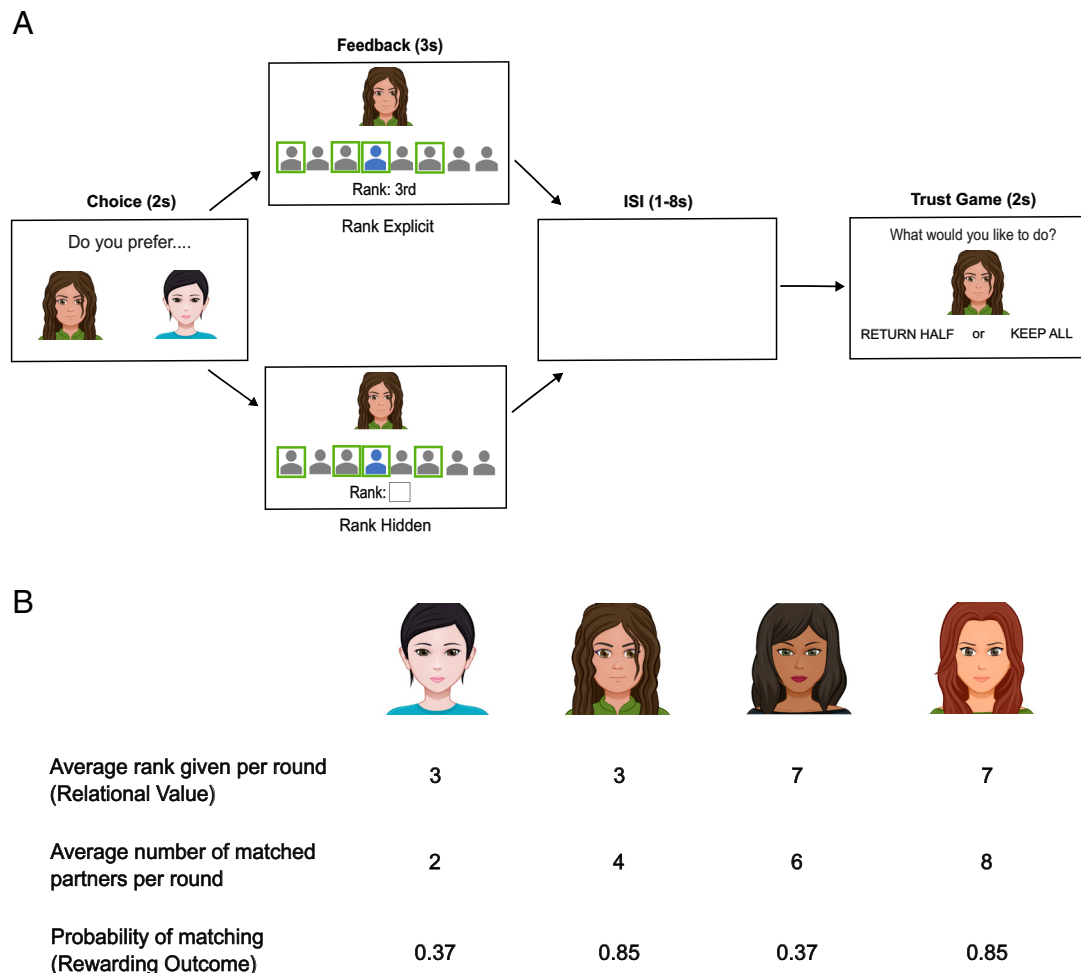 A
Feedback (3s)
Rank: 3rd
Rank Explicit
Choice (2s)
Do you prefer....
ISI (1-8s)
Trust Game (2s)
What would you like to do?
RETURN HALF or KEEP ALL
Rank:
Rank Hidden
B
Average rank given per round
(Relational Value)
3 3 7 7
Average number of matched
partners per round
2 4 6 8
Probability of matching
(Rewarding Outcome)
0.37 0.85 0.37 0.85